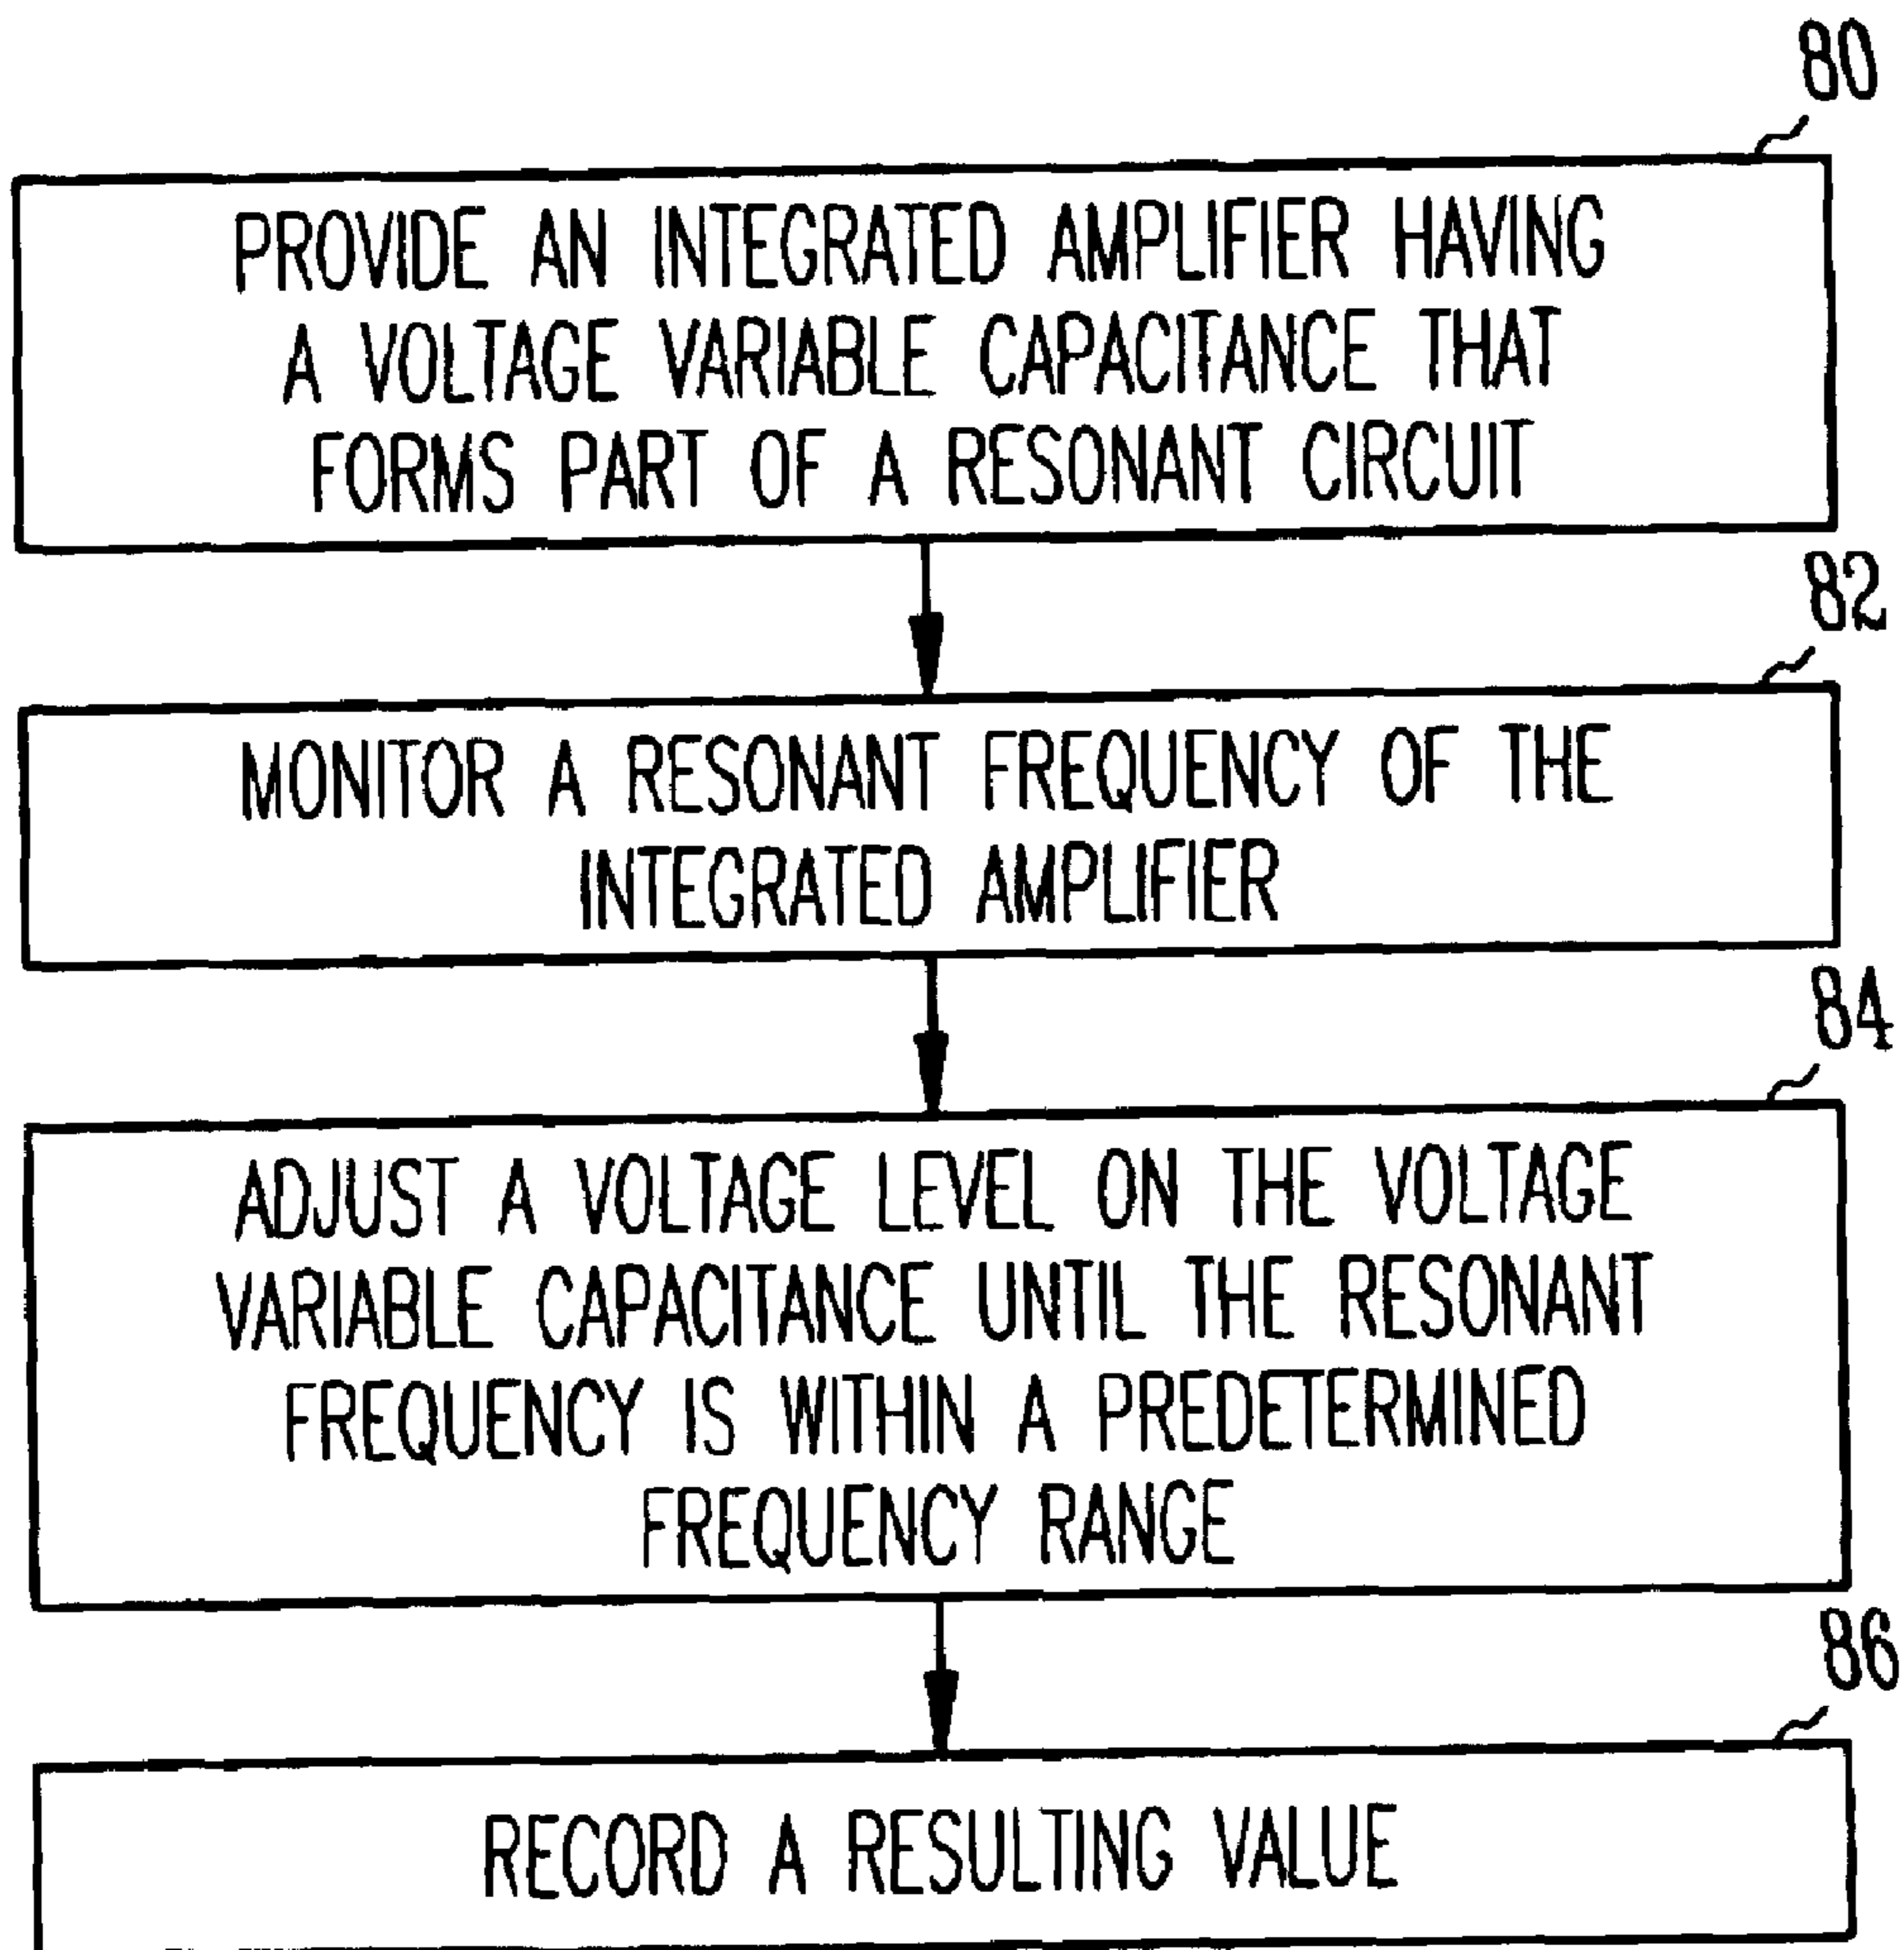 80
PROVIDE AN INTEGRATED AMPLIFIER HAVING
A VOLTAGE VARIABLE CAPACITANCE THAT
FORMS PART OF A RESONANT CIRCUIT
82
MONITOR A RESONANT FREQUENCY OF THE
INTEGRATED AMPLIFIER
84
ADJUST A VOLTAGE LEVEL ON THE VOLTAGE
VARIABLE CAPACITANCE UNTIL THE RESONANT
FREQUENCY IS WITHIN A PREDETERMINED
FREQUENCY RANGE
86
RECORD A RESULTING VALUE